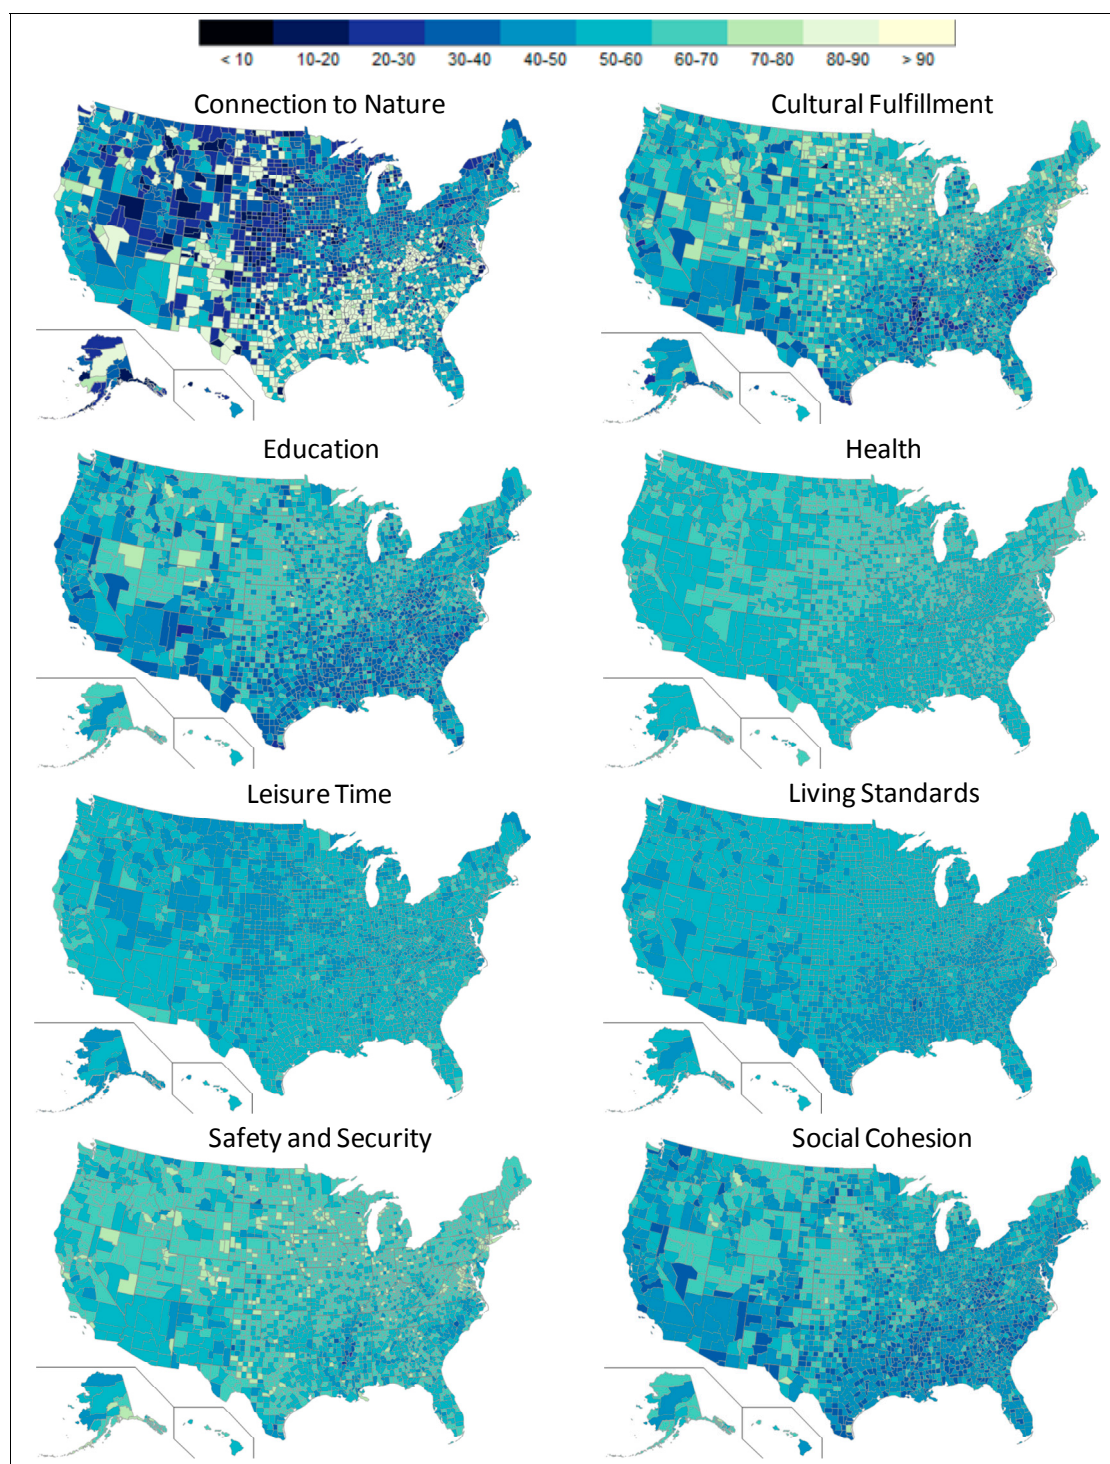 < 10 10-20 20-30 30-40 40-50 50-60 60-70 70-80 80-90 > 90
Connection to Nature
Cultural Fulfillment
Education
Health
Leisure Time
Living Standards
Safety and Security
Social Cohesion